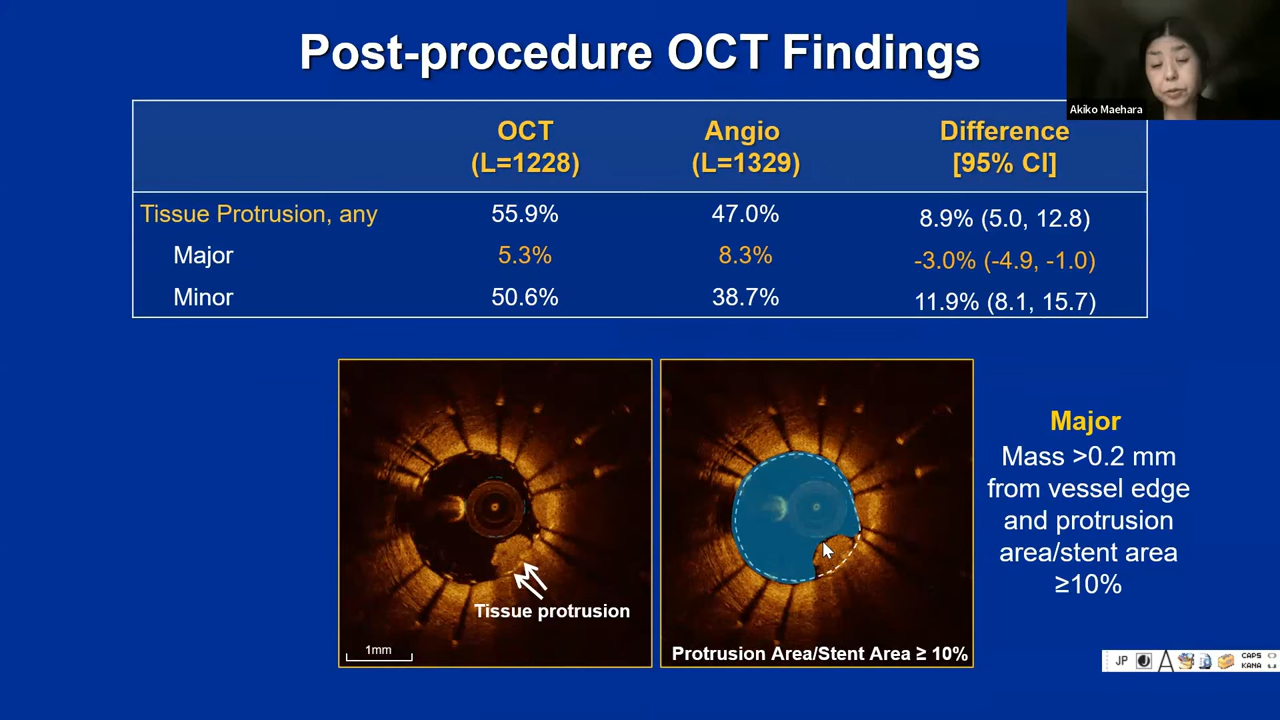 Post-procedure OCT Findings
Akiko Maehara
OCT Angio Difference
(L=1228) (L=1329) [95% CI]
Tissue Protrusion, any 55.9% 47.0% 8.9% (5.0, 12.8)
Major 5.3% 8.3% -3.0% (-4.9, -1.0)
Minor 50.6% 38.7% 11.9% (8.1, 15.7)
Tissue protrusion
1mm
Protrusion Area/Stent Area ≥ 10%
Major
Mass >0.2 mm
from vessel edge
and protrusion
area/stent area
≥10%
JP A CAPS
KANA